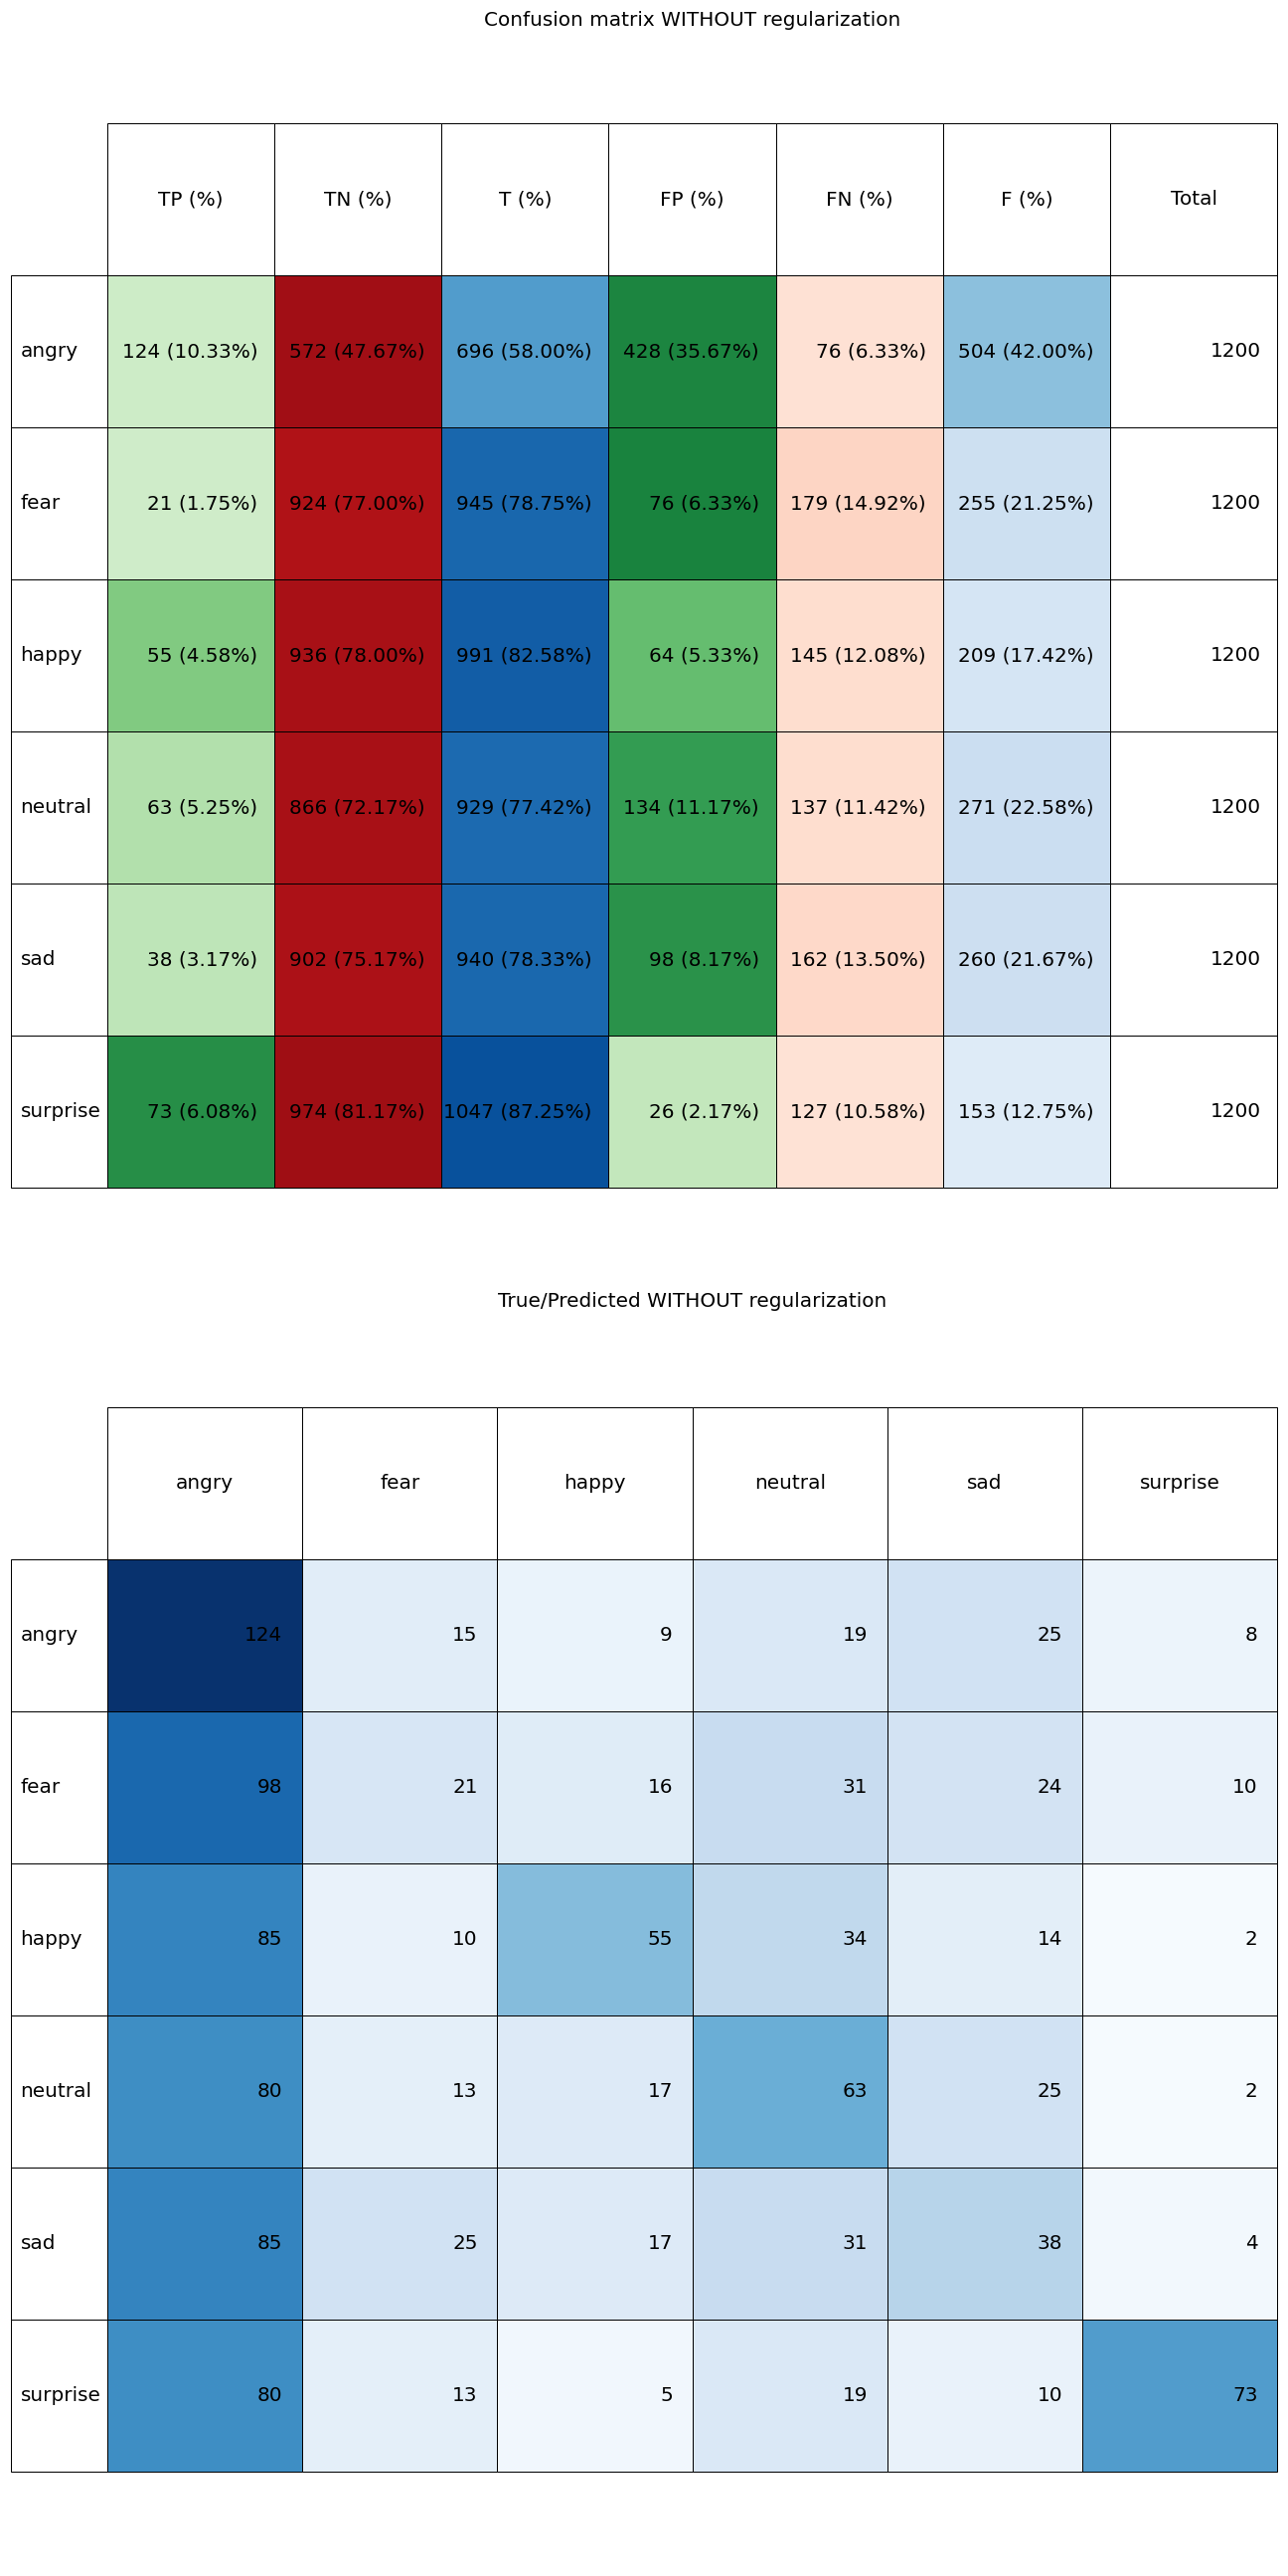 Confusion matrix WITHOUT regularization
TP (%) TN (%) T (%) FP (%) FN (%) F (%) Total
angry 124 (10.33%) 572 (47.67%) 696 (58.00%) 428 (35.67%) 76 (6.33%) 504 (42.00%) 1200
fear 21 (1.75%) 924 (77.00%) 945 (78.75%) 76 (6.33%) 179 (14.92%) 255 (21.25%) 1200
happy 55 (4.58%) 936 (78.00%) 991 (82.58%) 64 (5.33%) 145 (12.08%) 209 (17.42%) 1200
neutral 63 (5.25%) 866 (72.17%) 929 (77.42%) 134 (11.17%) 137 (11.42%) 271 (22.58%) 1200
sad 38 (3.17%) 902 (75.17%) 940 (78.33%) 98 (8.17%) 162 (13.50%) 260 (21.67%) 1200
surprise 73 (6.08%) 974 (81.17%) 1047 (87.25%) 26 (2.17%) 127 (10.58%) 153 (12.75%) 1200
True/Predicted WITHOUT regularization
angry fear happy neutral sad surprise
angry 124 15 9 19 25 8
fear 98 21 16 31 24 10
happy 85 10 55 34 14 2
neutral 80 13 17 63 25 2
sad 85 25 17 31 38 4
surprise 80 13 5 19 10 73